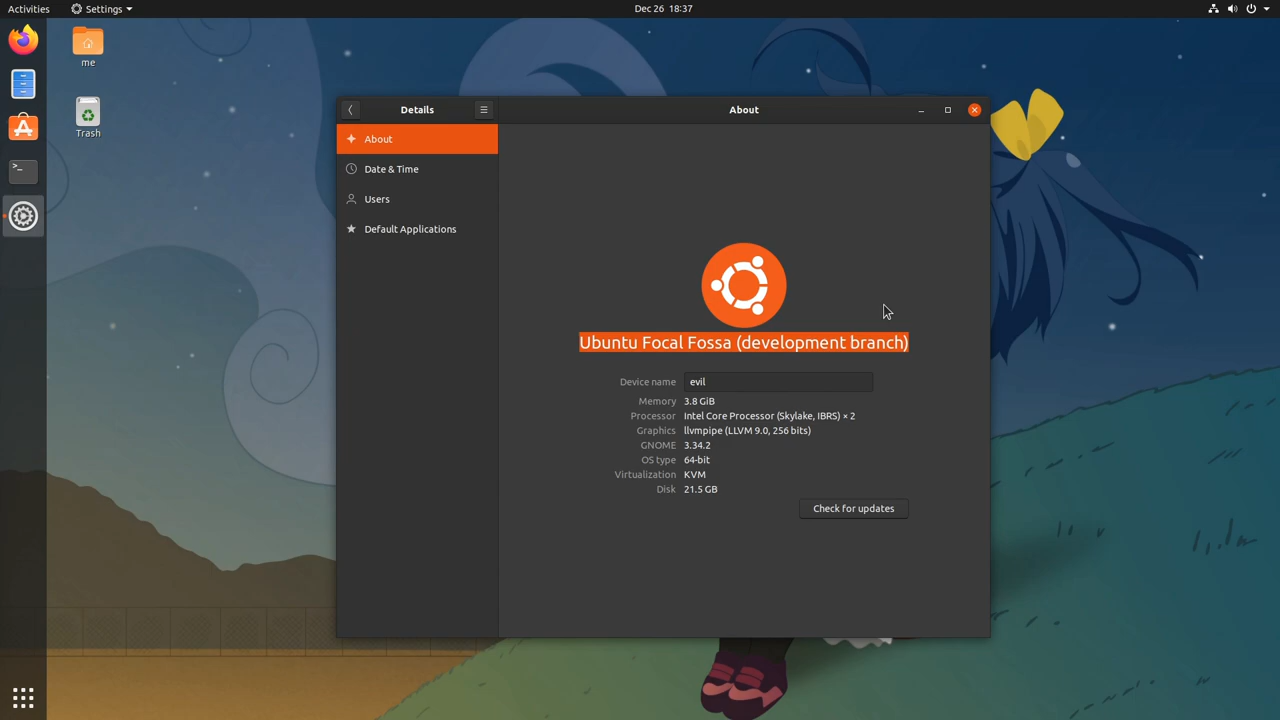 Activities
Settings
Dec 26 18:37
me
Trash
Details
About
About
Date & Time
Users
Default Applications
Ubuntu Focal Fossa (development branch)
Device name evil
Memory 3.8 GiB
Processor Intel Core Processor (Skylake, IBRS) × 2
Graphics llvmpipe (LLVM 9.0, 256 bits)
GNOME 3.34.2
OS type 64-bit
Virtualization KVM
Disk 21.5 GB
Check for updates